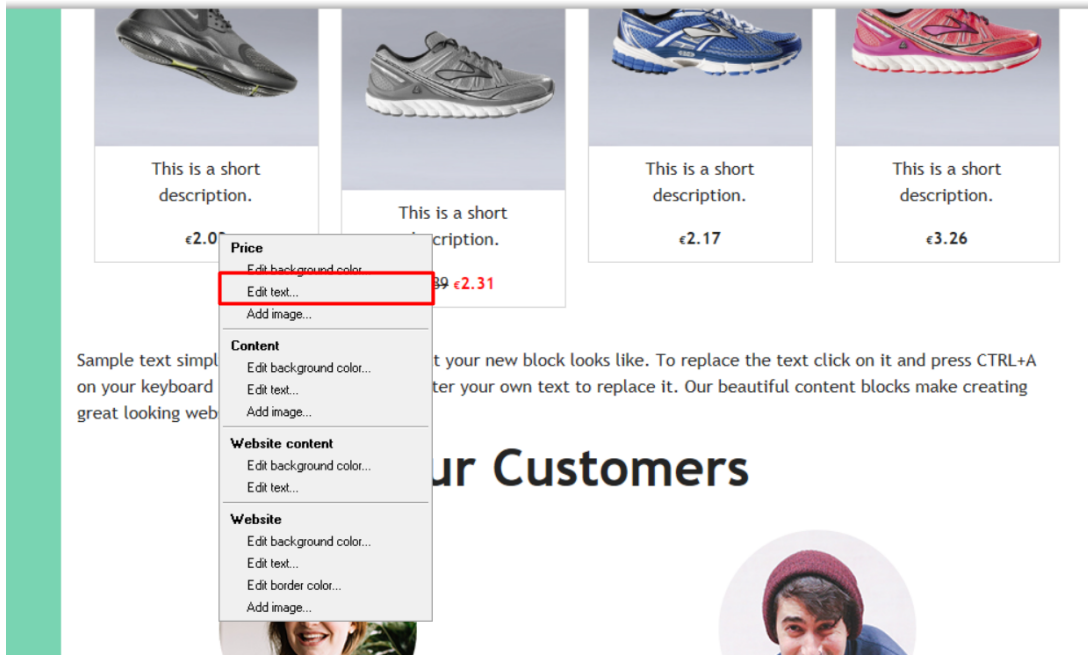 This is a short
description.
€2.0
This is a short
cription.
39 €2.31
This is a short
description.
€2.17
This is a short
description.
€3.26
Price
Edit background color...
Edit text...
Add image...
Content
Edit background color...
Edit text...
Add image...
Website content
Edit background color...
Edit text...
Website
Edit background color...
Edit text...
Edit border color...
Add image...
Sample text simpl t your new block looks like. To replace the text click on it and press CTRL+A
on your keyboard ter your own text to replace it. Our beautiful content blocks make creating
great looking web
ur Customers